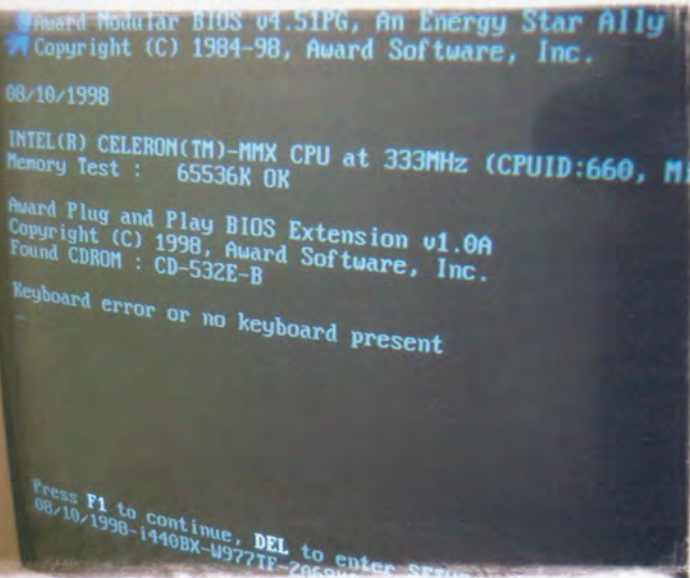 Award Modular BIOS v4.51PG, An Energy Star Ally
Copyright (C) 1984-98, Award Software, Inc.
08/10/1998
INTEL(R) CELERON(TM)-MMX CPU at 333MHz (CPUID:660, Mi
Memory Test : 65536K OK
Award Plug and Play BIOS Extension v1.0A
Copyright (C) 1998, Award Software, Inc.
Found CDROM : CD-532E-B
Keyboard error or no keyboard present
Press F1 to continue, DEL to enter SETUP
08/10/1998-i440BX-W977TF-